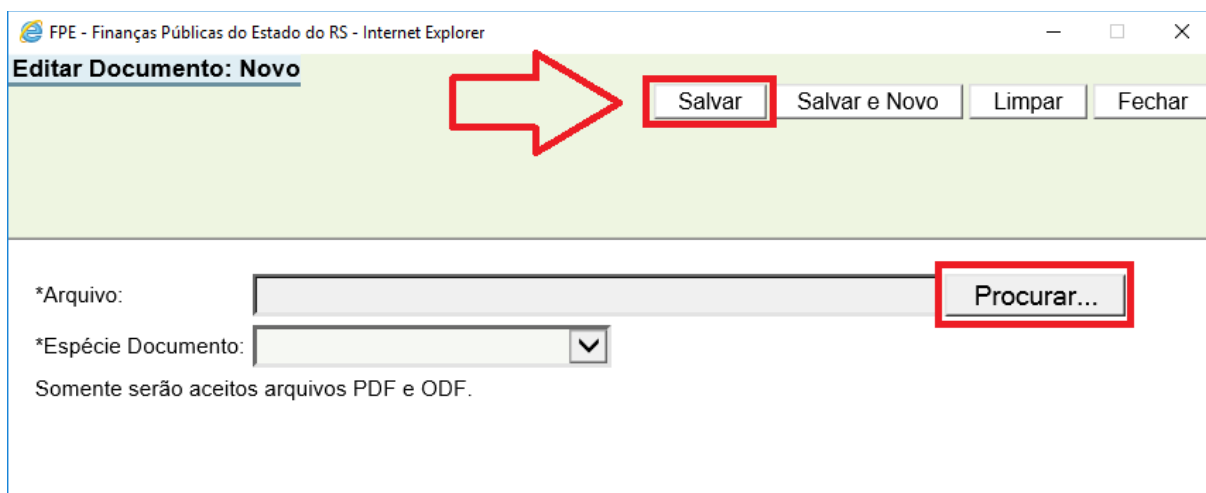 FPE - Finanças Públicas do Estado do RS - Internet Explorer
Editar Documento: Novo
Salvar Salvar e Novo Limpar Fechar
*Arquivo: Procurar...
*Espécie Documento:
Somente serão aceitos arquivos PDF e ODF.